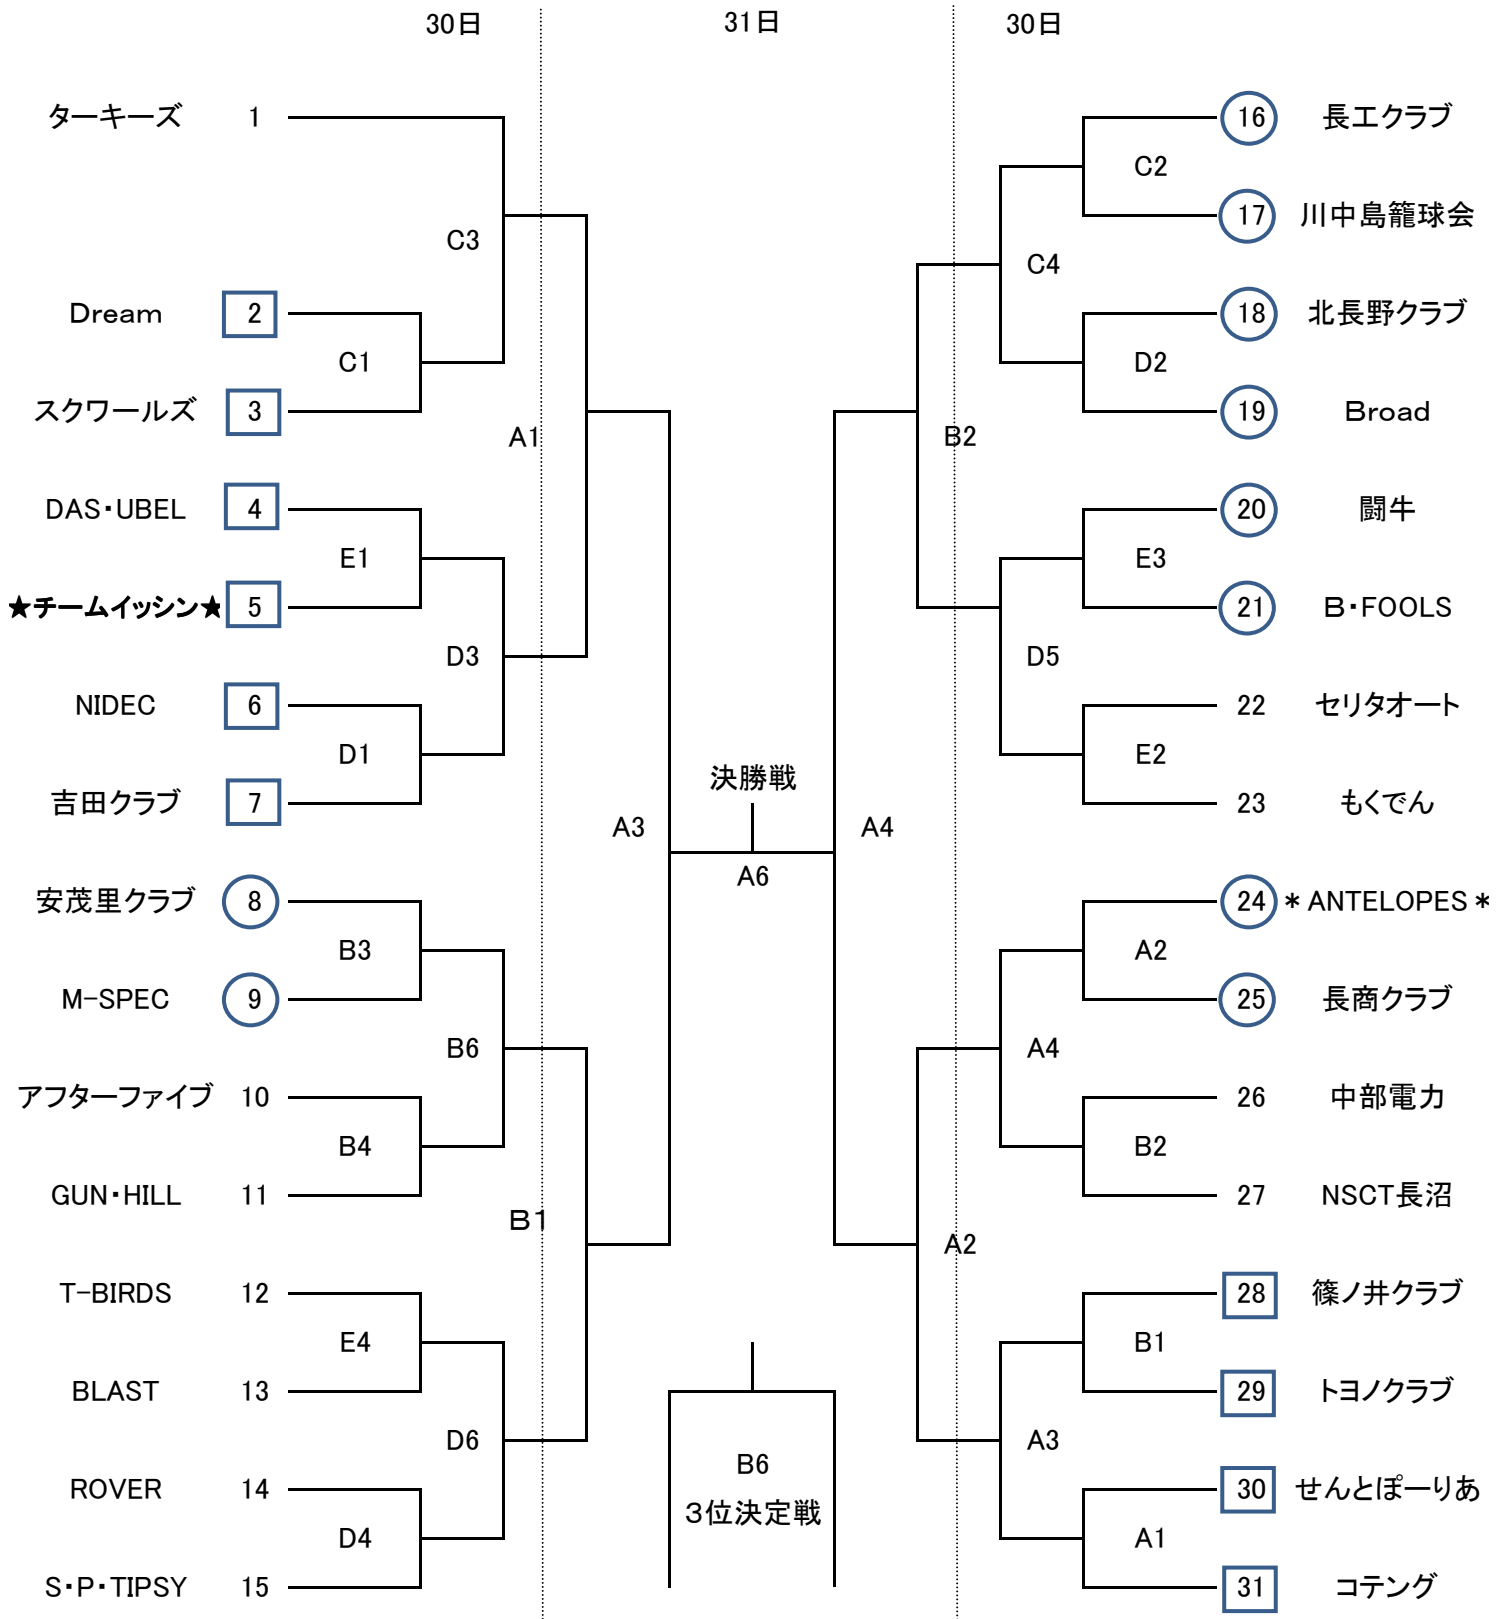 30日 31日 30日
ターキーズ 1
16 長工クラブ
C2
17 川中島籠球会
C3
C4
Dream 2
18 北長野クラブ
C1
D2
スクワールズ 3
19 Broad
A1
B2
DAS・UBEL 4
20 闘牛
E1
E3
★チームイッシン★ 5
21 B・FOOLS
D3
D5
NIDEC 6
22 セリタオート
D1
E2
決勝戦
吉田クラブ 7
23 もくでん
A3
A4
A6
安茂里クラブ 8
24 *ANTELOPES*
B3
A2
M-SPEC 9
25 長商クラブ
B6
A4
アフターファイブ 10
26 中部電力
B4
B2
GUN・HILL 11
27 NSCT長沼
B1
A2
T-BIRDS 12
28 篠ノ井クラブ
E4
B1
BLAST 13
29 トヨノクラブ
D6
A3
B6
ROVER 14
30 せんとぽーりあ
3位決定戦
D4
A1
S・P・TIPSY 15
31 コテング